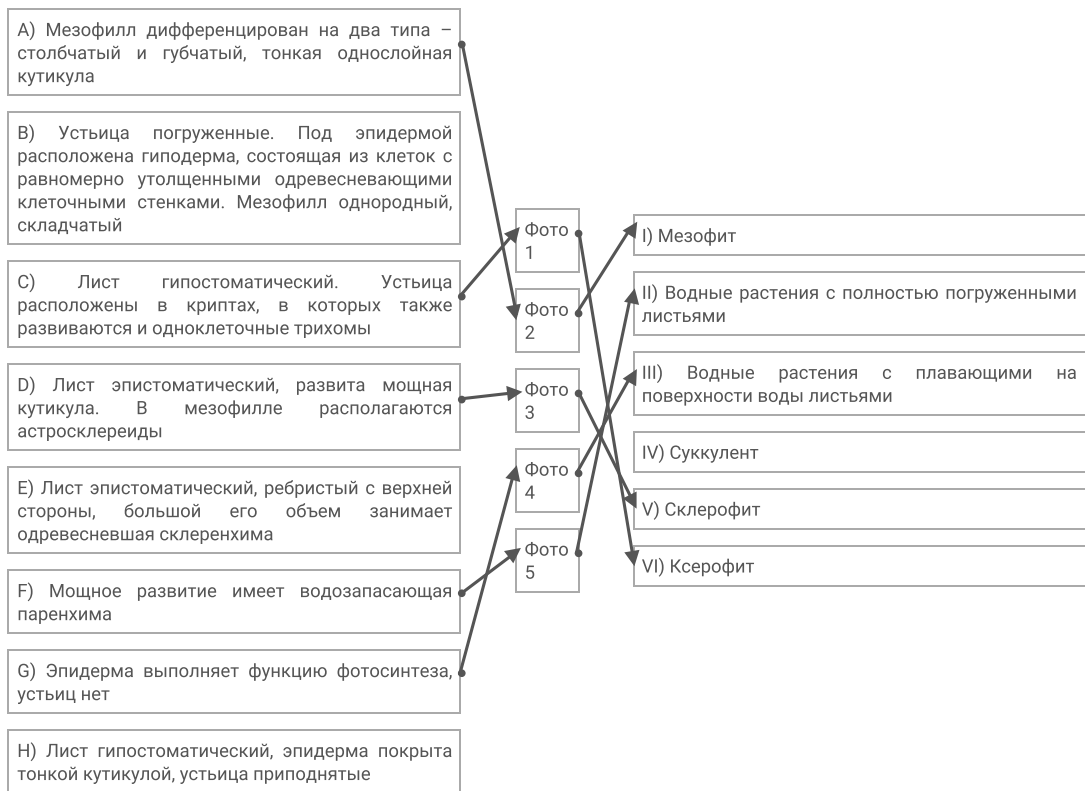 A) Мезофилл дифференцирован на два типа –
столбчатый и губчатый, тонкая однослойная
кутикула
B) Устьица погруженные. Под эпидермой
расположена гиподерма, состоящая из клеток с
равномерно утолщенными одревесневающими
клеточными стенками. Мезофилл однородный,
складчатый
C) Лист гипостоматический. Устьица
расположены в криптах, в которых также
развиваются и одноклеточные трихомы
D) Лист эпистоматический, развита мощная
кутикула. В мезофилле располагаются
астросклереиды
E) Лист эпистоматический, ребристый с верхней
стороны, большой его объем занимает
одревесневшая склеренхима
F) Мощное развитие имеет водозапасающая
паренхима
G) Эпидерма выполняет функцию фотосинтеза,
устьиц нет
H) Лист гипостоматический, эпидерма покрыта
тонкой кутикулой, устьица приподнятые
Фото
1
Фото
2
Фото
3
Фото
4
Фото
5
I) Мезофит
II) Водные растения с полностью погруженными
листьями
III) Водные растения с плавающими на
поверхности воды листьями
IV) Суккулент
V) Склерофит
VI) Ксерофит